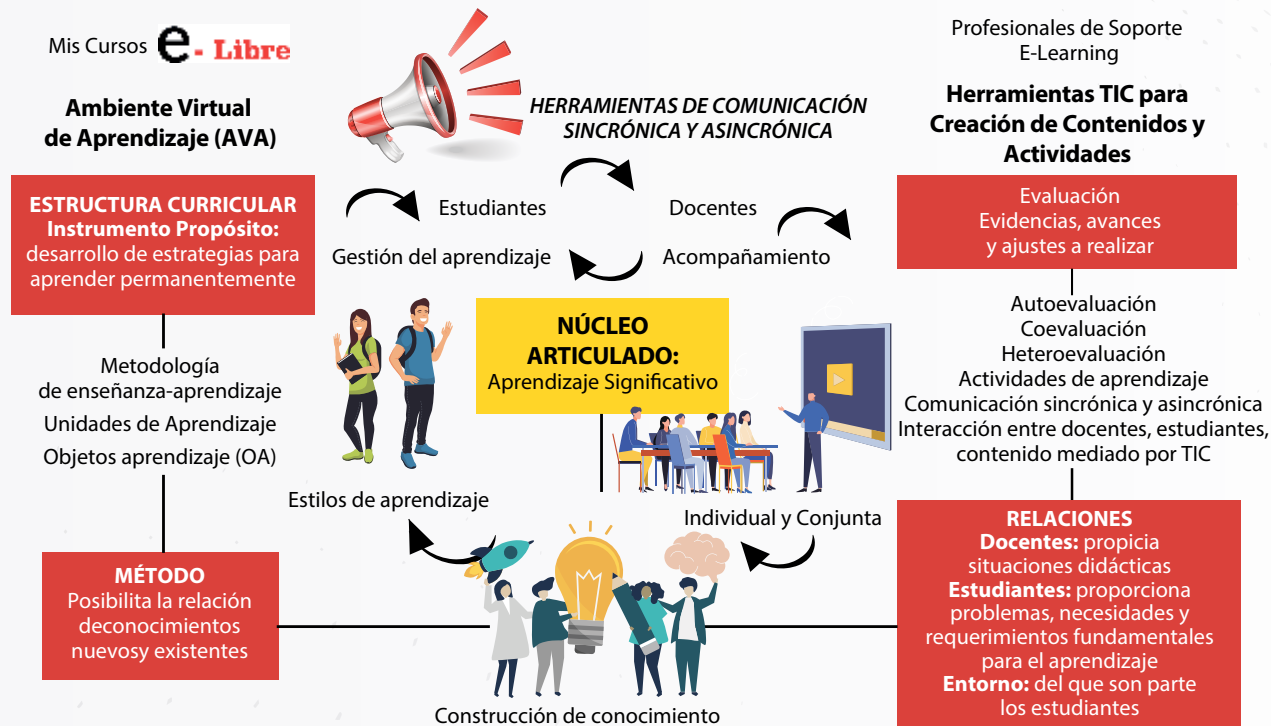 Mis Cursos e - Libre
Ambiente Virtual
de Aprendizaje (AVA)
ESTRUCTURA CURRICULAR
Instrumento Propósito:
desarrollo de estrategias para
aprender permanentemente
Metodología
de enseñanza-aprendizaje
Unidades de Aprendizaje
Objetos aprendizaje (OA)
MÉTODO
Posibilita la relación
deconocimientos
nuevosy existentes
HERRAMIENTAS DE COMUNICACIÓN
SINCRÓNICA Y ASINCRÓNICA
Estudiantes
Docentes
Gestión del aprendizaje
Acompañamiento
NÚCLEO
ARTICULADO:
Aprendizaje Significativo
Estilos de aprendizaje
Individual y Conjunta
Construcción de conocimiento
Profesionales de Soporte
E-Learning
Herramientas TIC para
Creación de Contenidos y
Actividades
Evaluación
Evidencias, avances
y ajustes a realizar
Autoevaluación
Coevaluación
Heteroevaluación
Actividades de aprendizaje
Comunicación sincrónica y asincrónica
Interacción entre docentes, estudiantes,
contenido mediado por TIC
RELACIONES
Docentes: propicia
situaciones didácticas
Estudiantes: proporciona
problemas, necesidades y
requerimientos fundamentales
para el aprendizaje
Entorno: del que son parte
los estudiantes